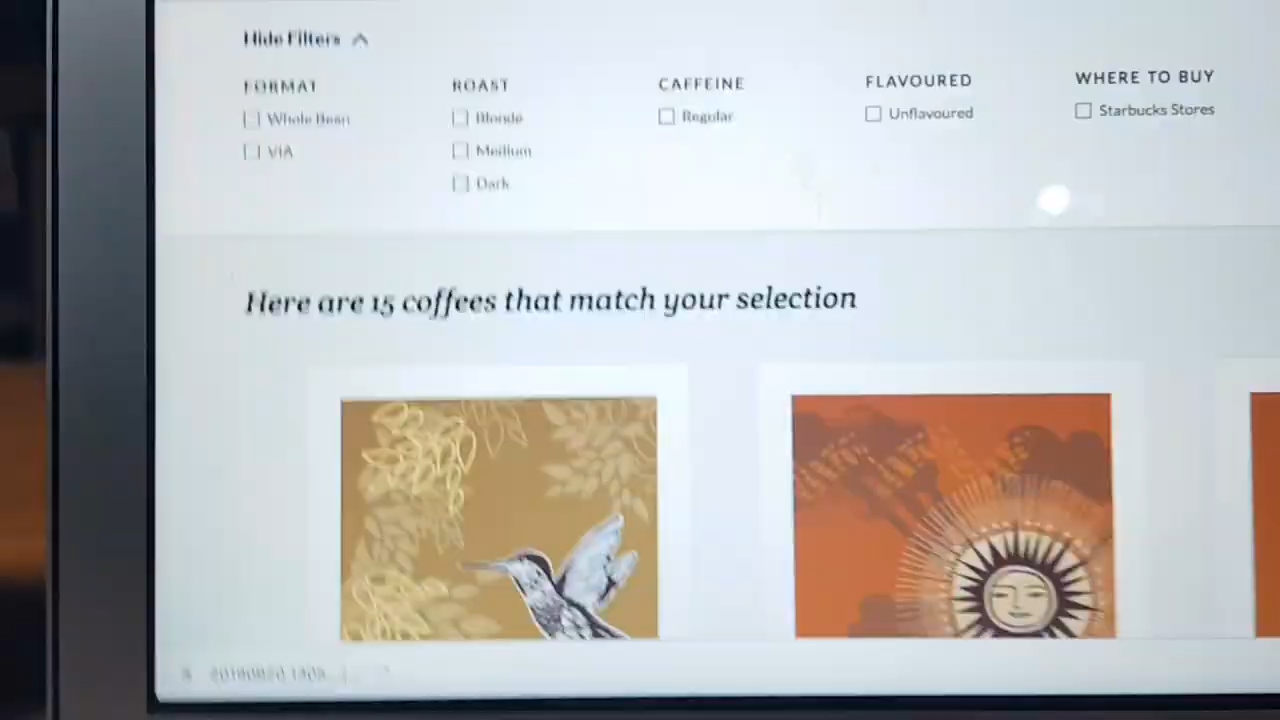 Hide Filters
FORMAT
Whole Bean
VIA
ROAST
Blonde
Medium
Dark
CAFFEINE
Regular
FLAVOURED
Unflavoured
WHERE TO BUY
Starbucks Stores
Here are 15 coffees that match your selection